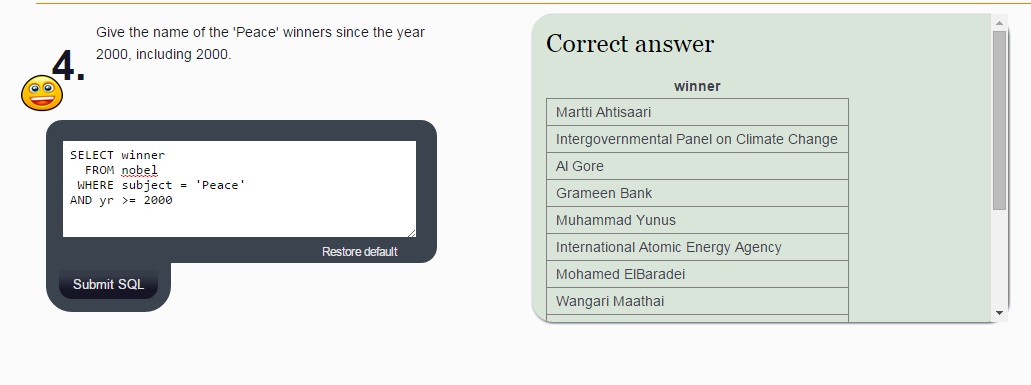 4.
Give the name of the 'Peace' winners since the year
2000, including 2000.
SELECT winner
FROM nobel
WHERE subject = 'Peace'
AND yr >= 2000
Restore default
Submit SQL
Correct answer
winner
Martti Ahtisaari
Intergovernmental Panel on Climate Change
Al Gore
Grameen Bank
Muhammad Yunus
International Atomic Energy Agency
Mohamed ElBaradei
Wangari Maathai